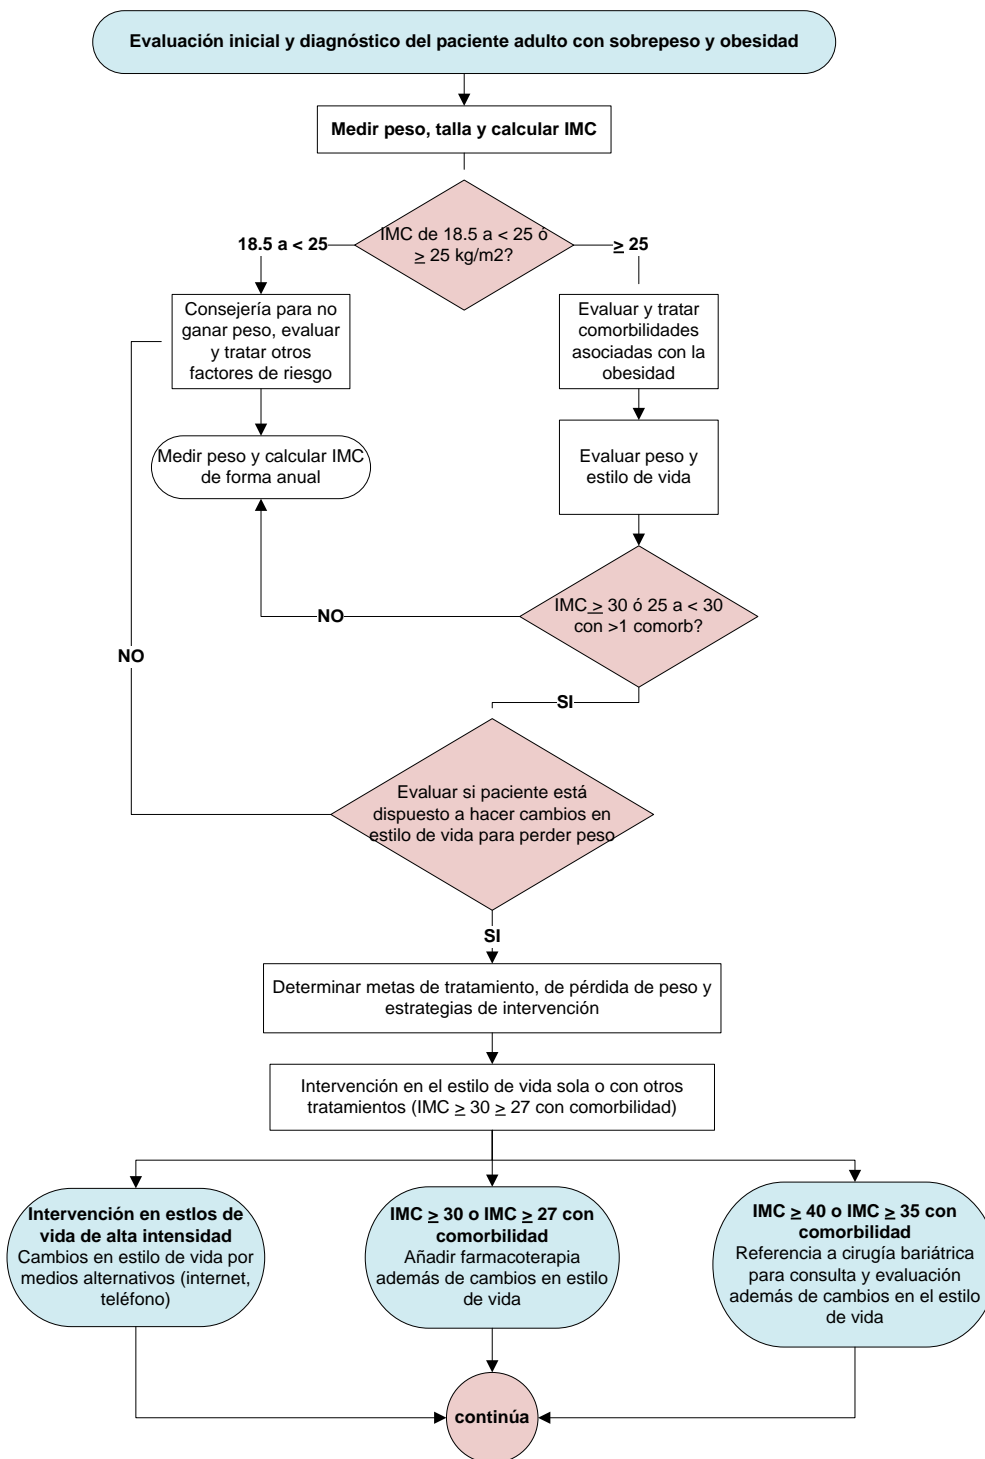 Evaluación inicial y diagnóstico del paciente adulto con sobrepeso y obesidad
Medir peso, talla y calcular IMC
IMC de 18.5 a < 25 ó
≥ 25 kg/m2?
18.5 a < 25
≥ 25
Consejería para no
ganar peso, evaluar
y tratar otros
factores de riesgo
Evaluar y tratar
comorbilidades
asociadas con la
obesidad
Medir peso y calcular IMC
de forma anual
Evaluar peso y
estilo de vida
IMC ≥ 30 ó 25 a < 30
con >1 comorb?
NO
NO
SI
Evaluar si paciente está
dispuesto a hacer cambios en
estilo de vida para perder peso
SI
Determinar metas de tratamiento, de pérdida de peso y
estrategias de intervención
Intervención en el estilo de vida sola o con otros
tratamientos (IMC ≥ 30 ≥ 27 con comorbilidad)
Intervención en estlos de
vida de alta intensidad
Cambios en estilo de vida por
medios alternativos (internet,
teléfono)
IMC ≥ 30 o IMC ≥ 27 con
comorbilidad
Añadir farmacoterapia
además de cambios en estilo
de vida
IMC ≥ 40 o IMC ≥ 35 con
comorbilidad
Referencia a cirugía bariátrica
para consulta y evaluación
además de cambios en el estilo
de vida
continúa